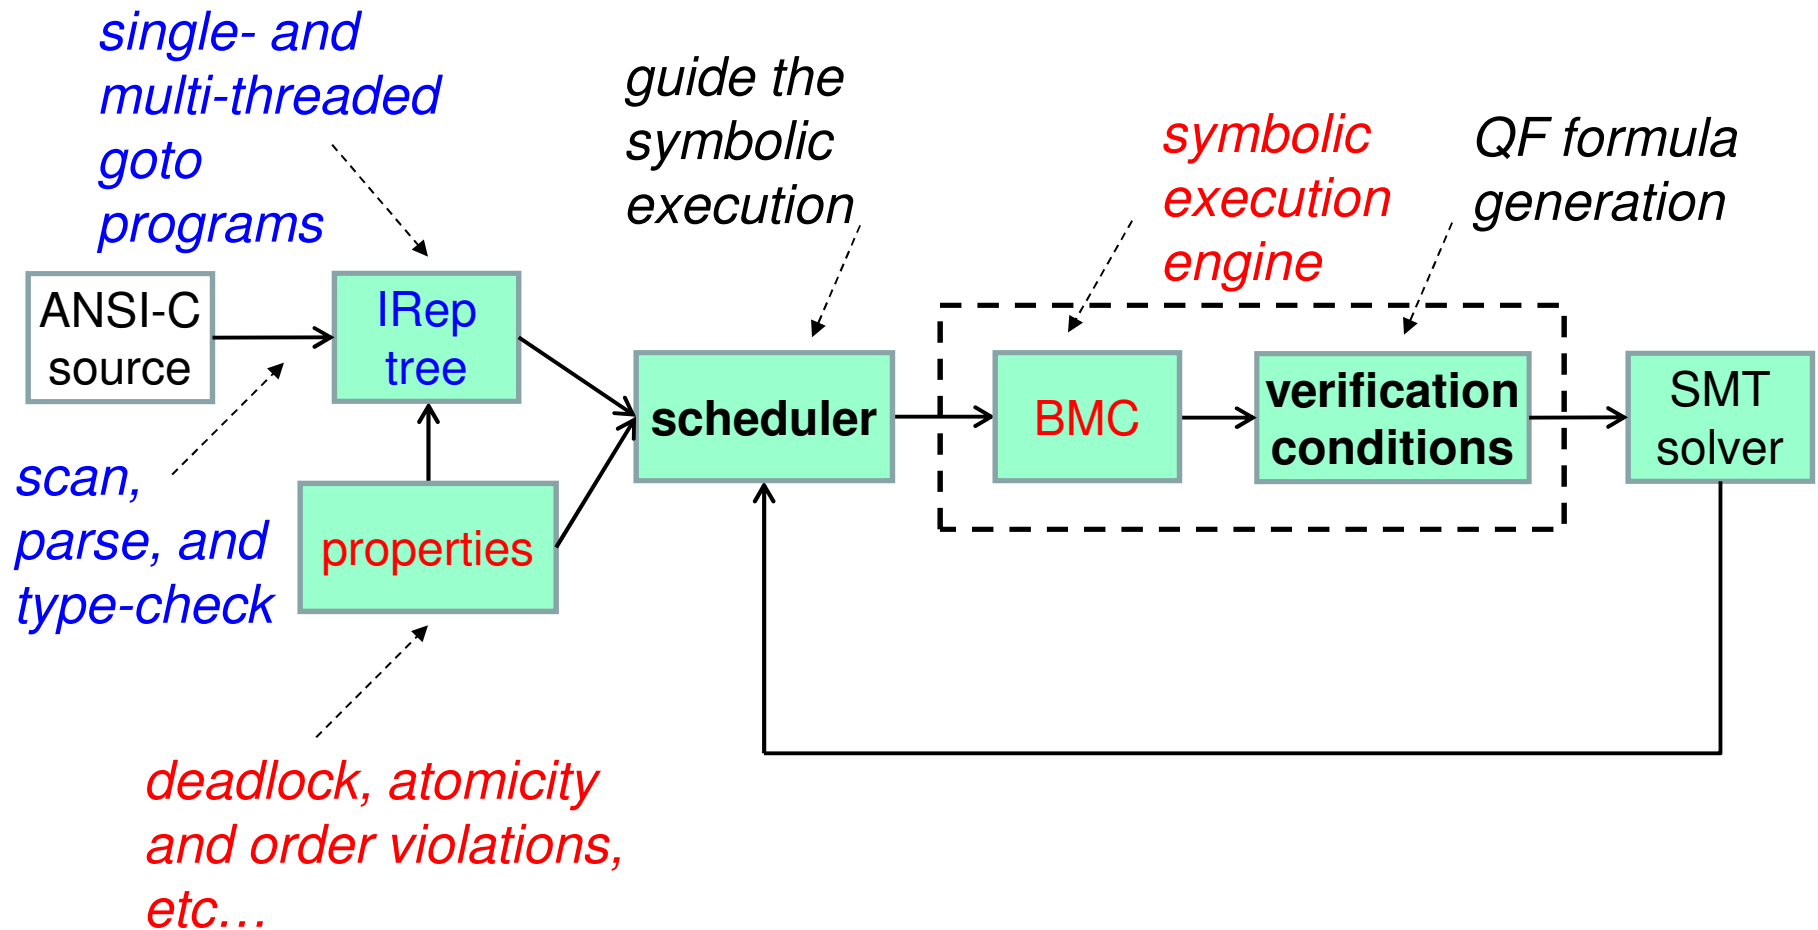 single- and
multi-threaded
goto
programs
guide the
symbolic
execution
symbolic
execution
engine
QF formula
generation
ANSI-C
source
IRep
tree
scheduler
BMC
verification
conditions
SMT
solver
scan,
parse, and
type-check
properties
deadlock, atomicity
and order violations,
etc…